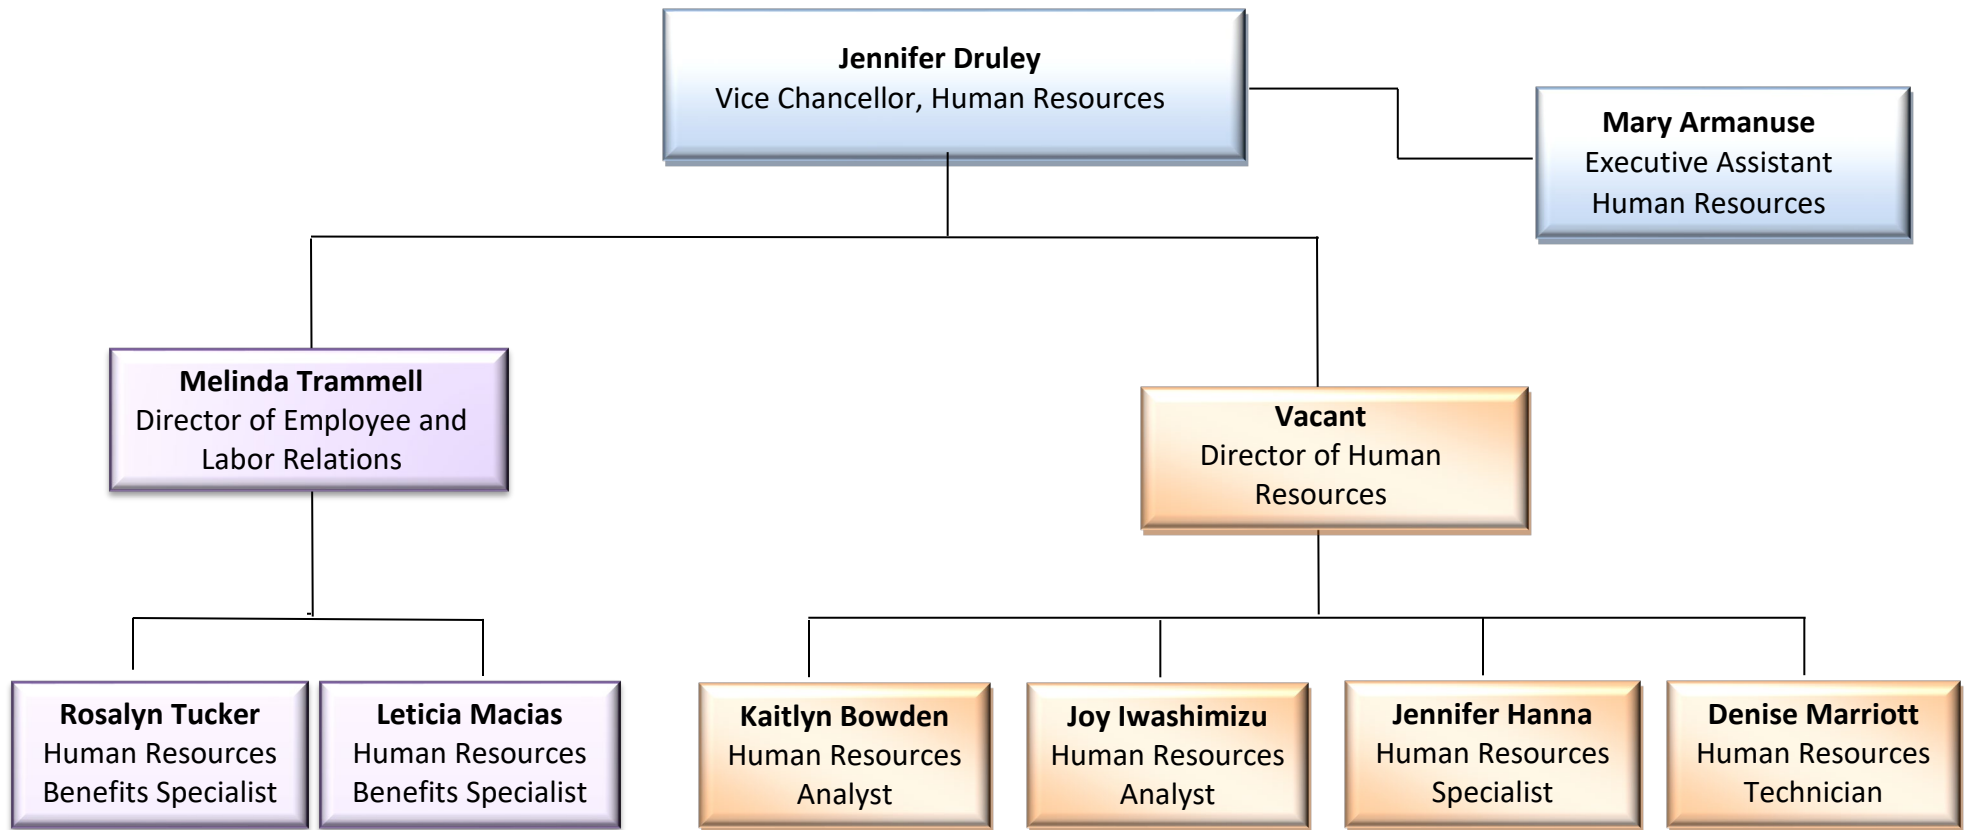 Jennifer Druley
Vice Chancellor, Human Resources
Mary Armanuse
Executive Assistant
Human Resources
Melinda Trammell
Director of Employee and
Labor Relations
Vacant
Director of Human
Resources
Rosalyn Tucker
Human Resources
Benefits Specialist
Leticia Macias
Human Resources
Benefits Specialist
Kaitlyn Bowden
Human Resources
Analyst
Joy Iwashimizu
Human Resources
Analyst
Jennifer Hanna
Human Resources
Specialist
Denise Marriott
Human Resources
Technician